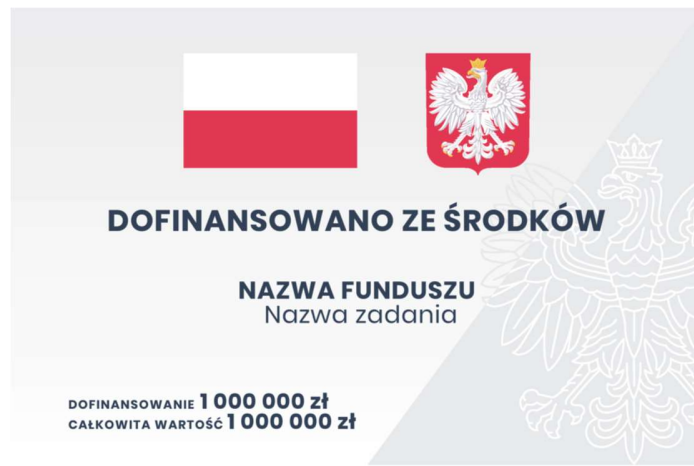 DOFINANSOWANO ZE ŚRODKÓW
NAZWA FUNDUSZU
Nazwa zadania
DOFINANSOWANIE 1 000 000 zł
CAŁKOWITA WARTOŚĆ 1 000 000 zł